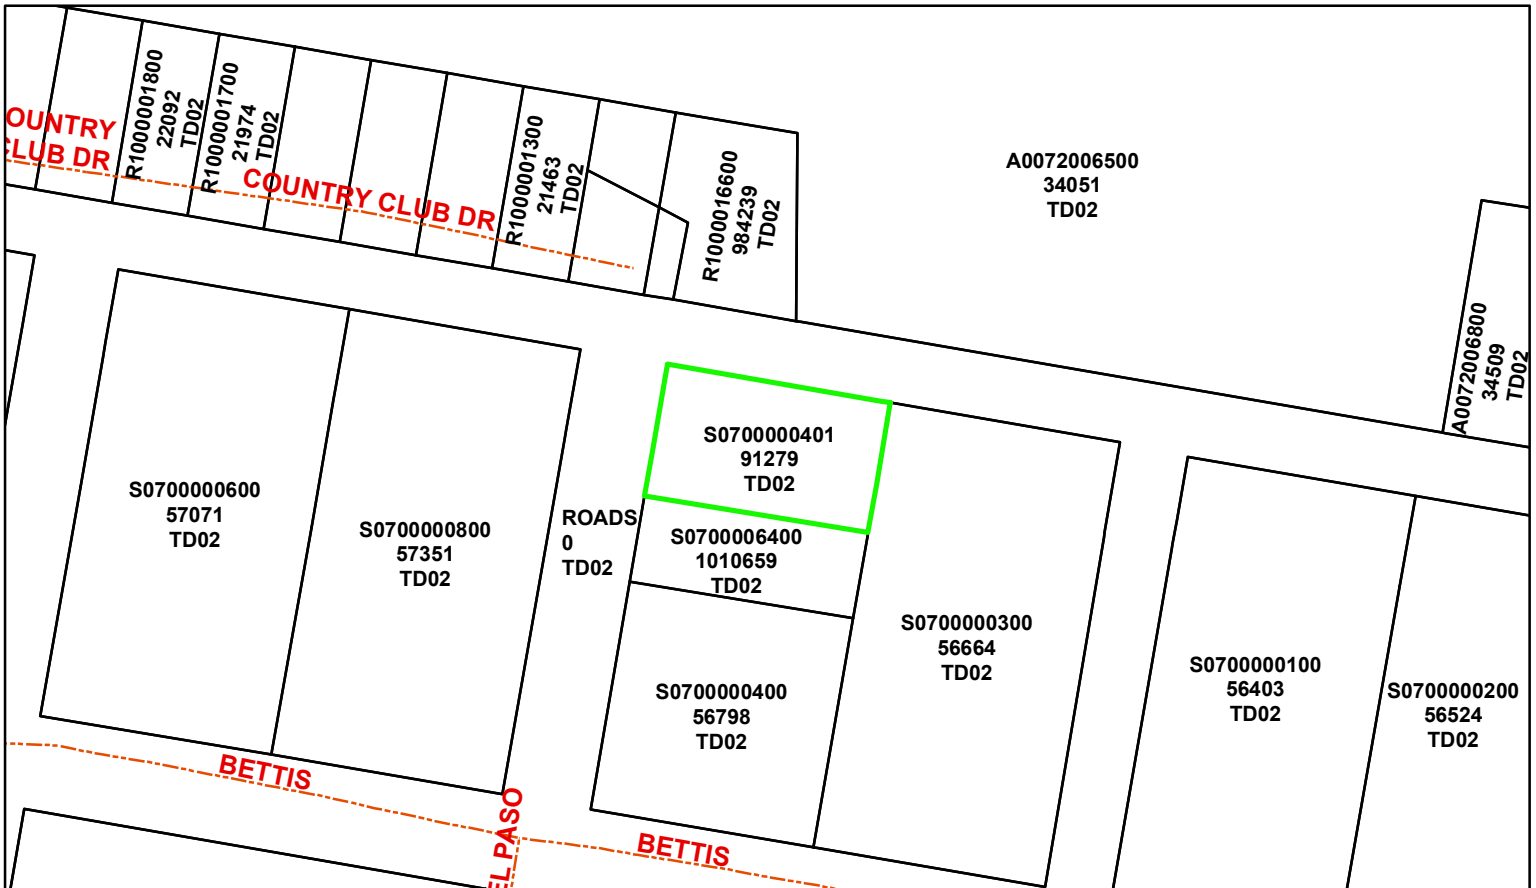 OUNTRY
CLUB DR
R1000001800
22092
TD02
R1000001700
21974
TD02
COUNTRY CLUB DR
R1000001300
21463
TD02
R1000016600
984239
TD02
A0072006500
34051
TD02
A0072006800
34509
TD02
S0700000600
57071
TD02
S0700000800
57351
TD02
ROADS
0
TD02
S0700000401
91279
TD02
S0700006400
1010659
TD02
S0700000400
56798
TD02
S0700000300
56664
TD02
S0700000100
56403
TD02
S0700000200
56524
TD02
BETTIS
EL PASO
BETTIS